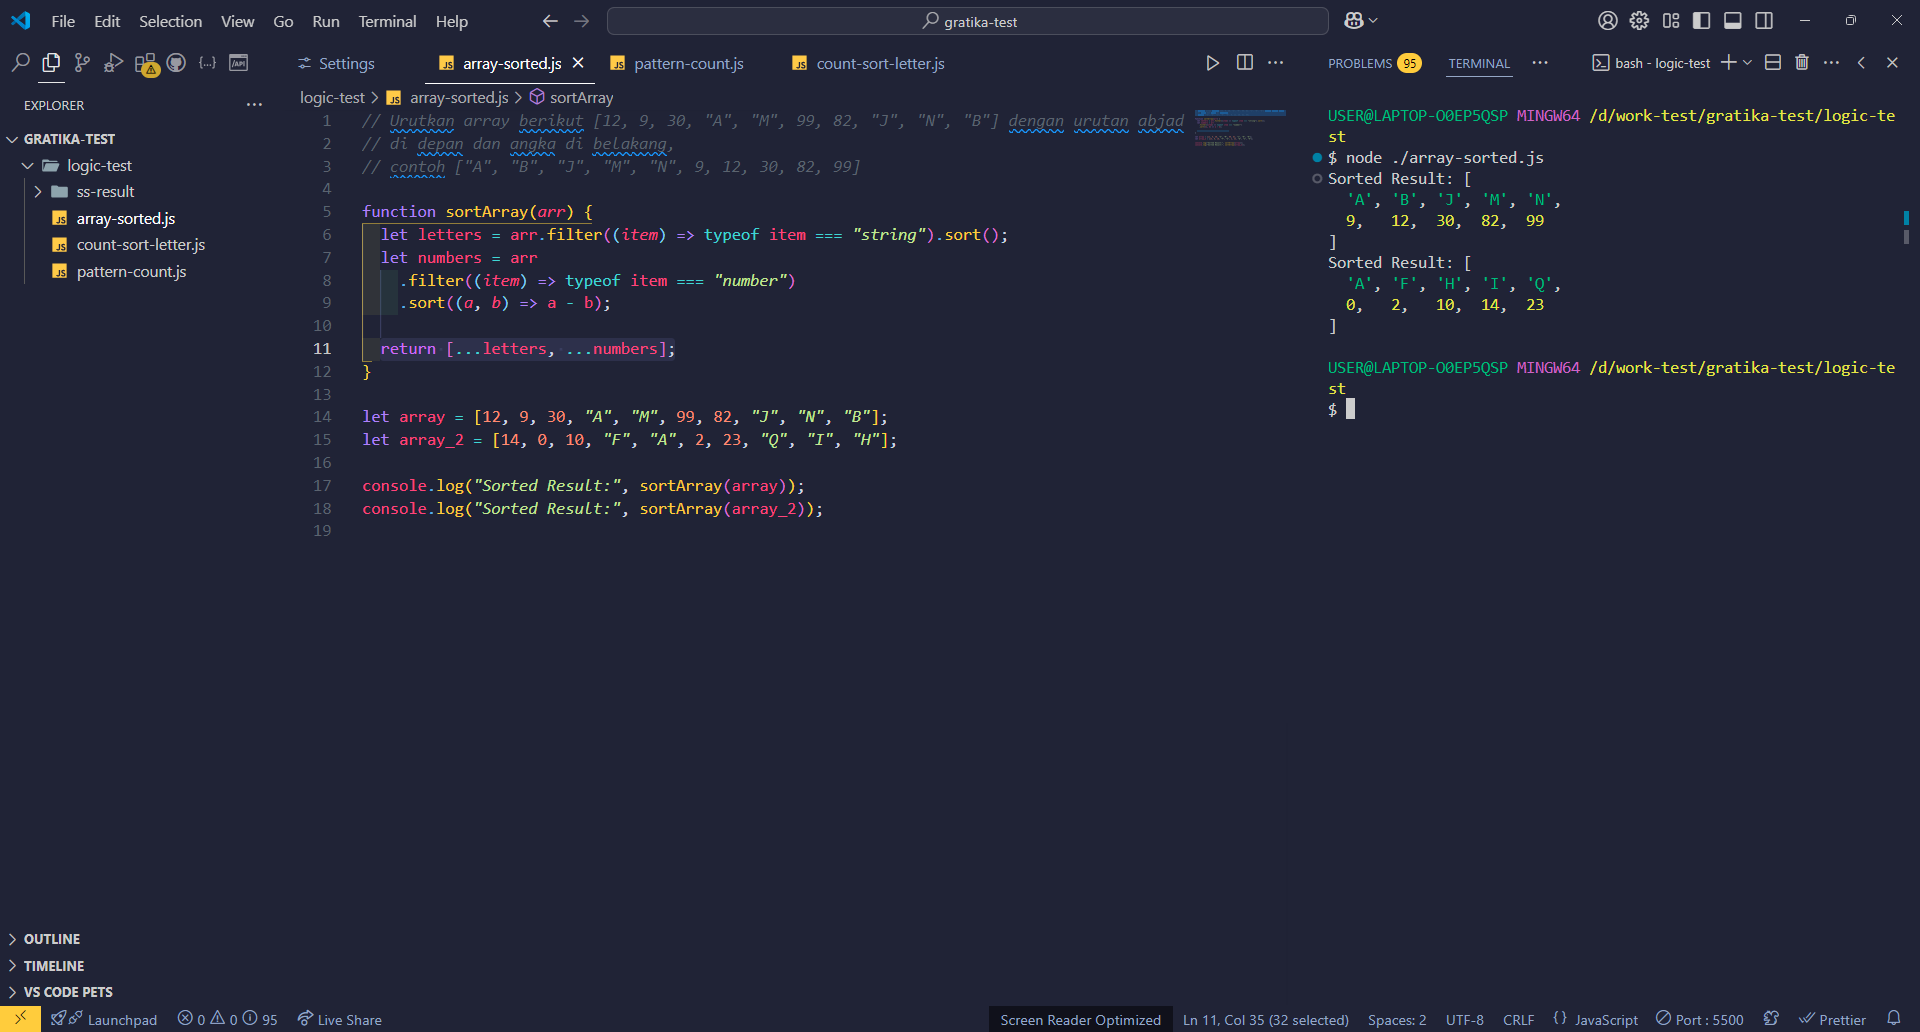 File Edit Selection View Go Run Terminal Help
gratika-test
Settings
array-sorted.js
pattern-count.js
count-sort-letter.js
EXPLORER
GRATIKA-TEST
logic-test
ss-result
array-sorted.js
count-sort-letter.js
pattern-count.js
OUTLINE
TIMELINE
VS CODE PETS
logic-test > array-sorted.js > sortArray
1 // Urutkan array berikut [12, 9, 30, "A", "M", 99, 82, "J", "N", "B"] dengan urutan abjad
2 // di depan dan angka di belakang,
3 // contoh ["A", "B", "J", "M", "N", 9, 12, 30, 82, 99]
4
5 function sortArray(arr) {
6 let letters = arr.filter((item) => typeof item === "string").sort();
7 let numbers = arr
8 .filter((item) => typeof item === "number")
9 .sort((a, b) => a - b);
10
11 return [...letters, ...numbers];
12 }
13
14 let array = [12, 9, 30, "A", "M", 99, 82, "J", "N", "B"];
15 let array_2 = [14, 0, 10, "F", "A", 2, 23, "Q", "I", "H"];
16
17 console.log("Sorted Result:", sortArray(array));
18 console.log("Sorted Result:", sortArray(array_2));
19
PROBLEMS 95 TERMINAL
bash - logic-test
USER@LAPTOP-O0EP5QSP MINGW64 /d/work-test/gratika-test/logic-te
st
$ node ./array-sorted.js
Sorted Result: [
'A', 'B', 'J', 'M', 'N',
9, 12, 30, 82, 99
]
Sorted Result: [
'A', 'F', 'H', 'I', 'Q',
0, 2, 10, 14, 23
]
USER@LAPTOP-O0EP5QSP MINGW64 /d/work-test/gratika-test/logic-te
st
$
Launchpad 0 0 95 Live Share
Screen Reader Optimized Ln 11, Col 35 (32 selected) Spaces: 2 UTF-8 CRLF {} JavaScript Port : 5500 Prettier